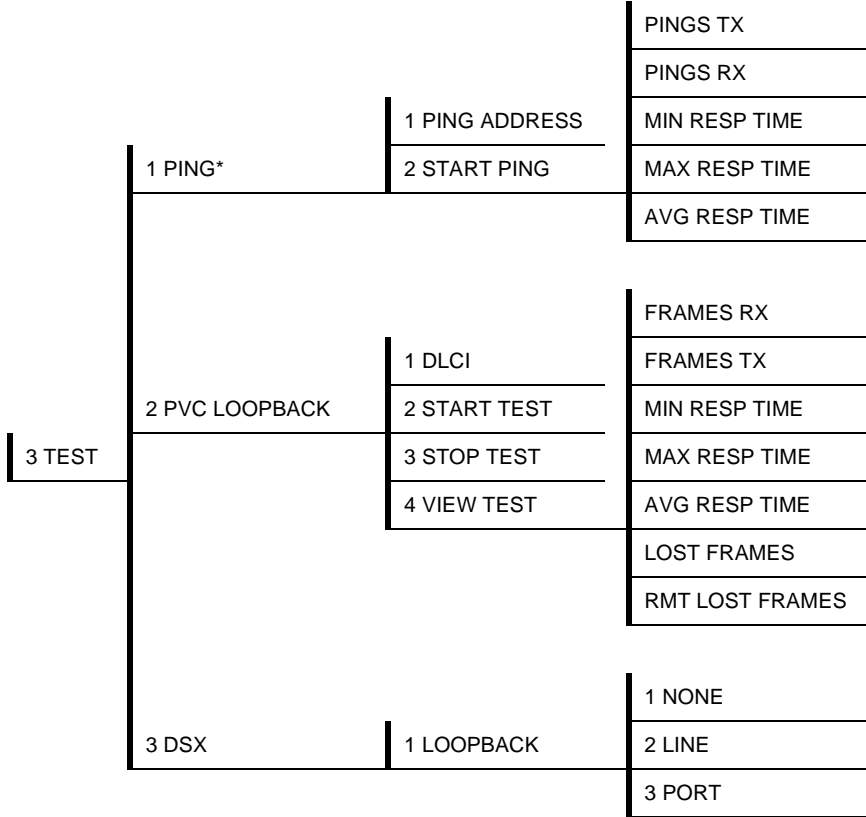 3 TEST
1 PING*
1 PING ADDRESS
2 START PING
PINGS TX
PINGS RX
MIN RESP TIME
MAX RESP TIME
AVG RESP TIME
2 PVC LOOPBACK
1 DLCI
2 START TEST
3 STOP TEST
4 VIEW TEST
FRAMES RX
FRAMES TX
MIN RESP TIME
MAX RESP TIME
AVG RESP TIME
LOST FRAMES
RMT LOST FRAMES
3 DSX
1 LOOPBACK
1 NONE
2 LINE
3 PORT